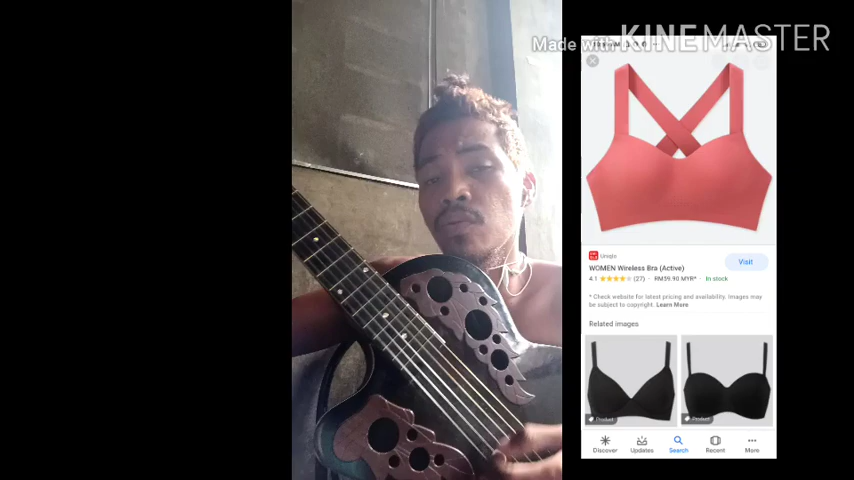 Made with KINEMASTER
Uniqlo
WOMEN Wireless Bra (Active)
4.1 ★★★★★ (27) · RM39.90 MYR* · In stock
Visit
* Check website for latest pricing and availability. Images may
be subject to copyright. Learn More
Related images
Product
Product
Discover
Updates
Search
Recent
More